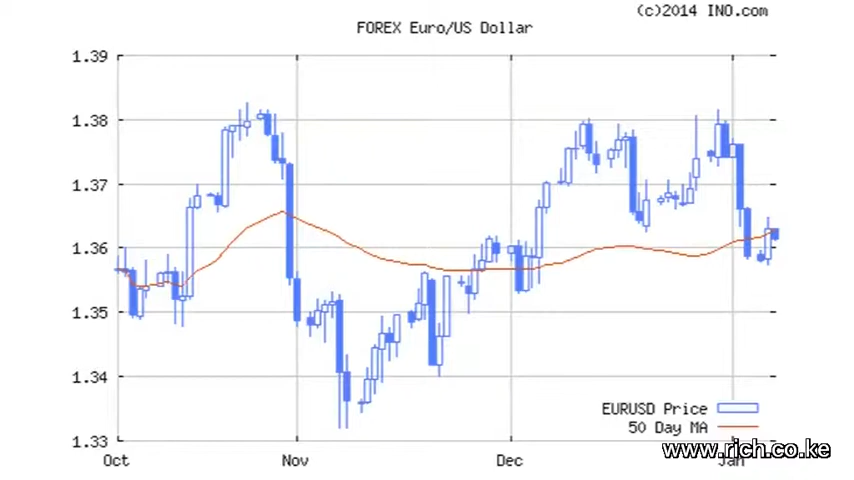 (c)2014 INO.com
FOREX Euro/US Dollar
1.39
1.38
1.37
1.36
1.35
1.34
1.33
EURUSD Price
50 Day MA
www.rich.co.ke
Oct Nov Dec Jan